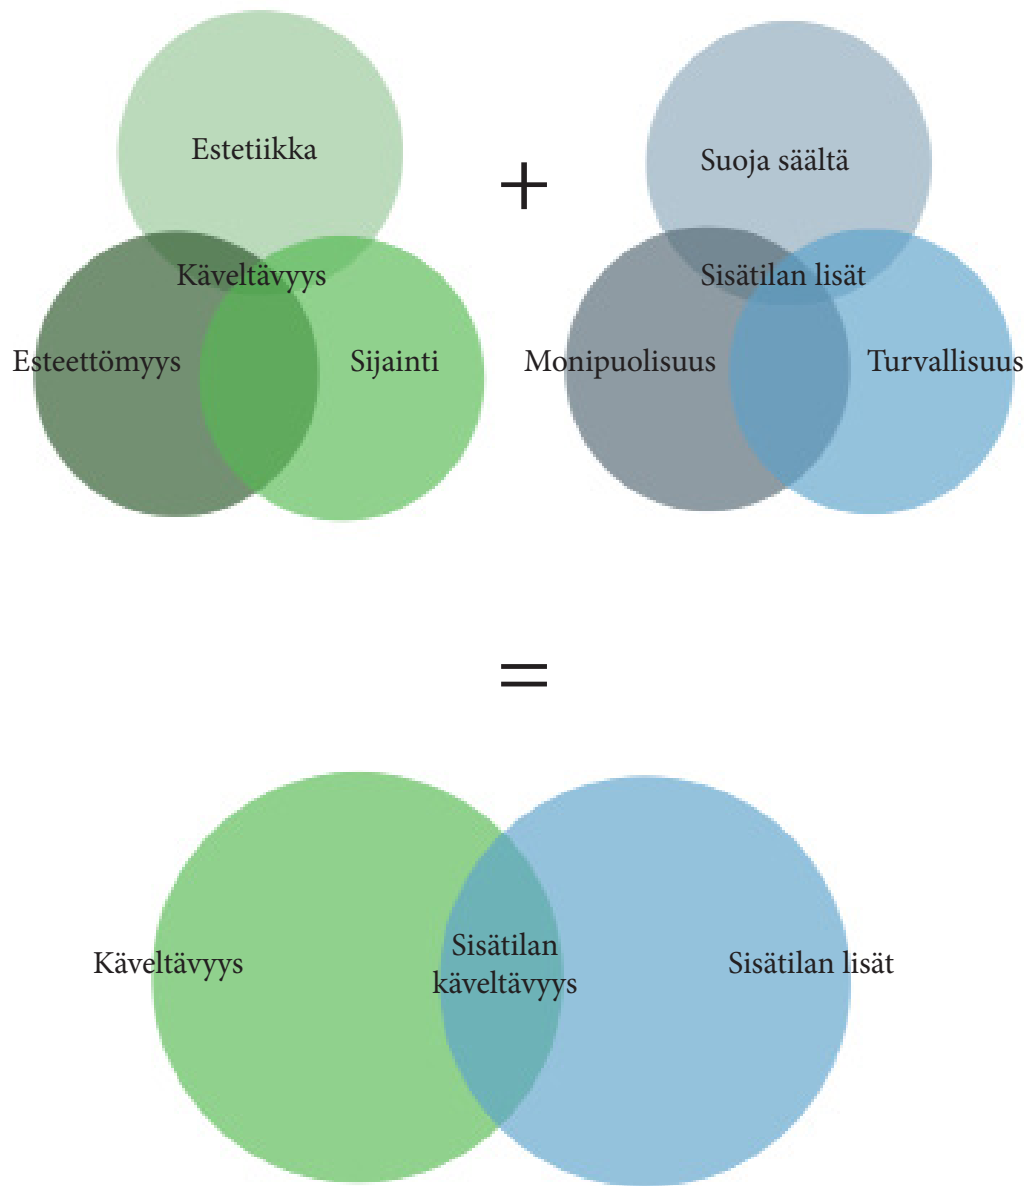 Estetiikka
Käveltävyys
Esteettömyys
Sijainti
+
Suoja säältä
Sisätilan lisät
Monipuolisuus
Turvallisuus
=
Käveltävyys
Sisätilan
käveltävyys
Sisätilan lisät